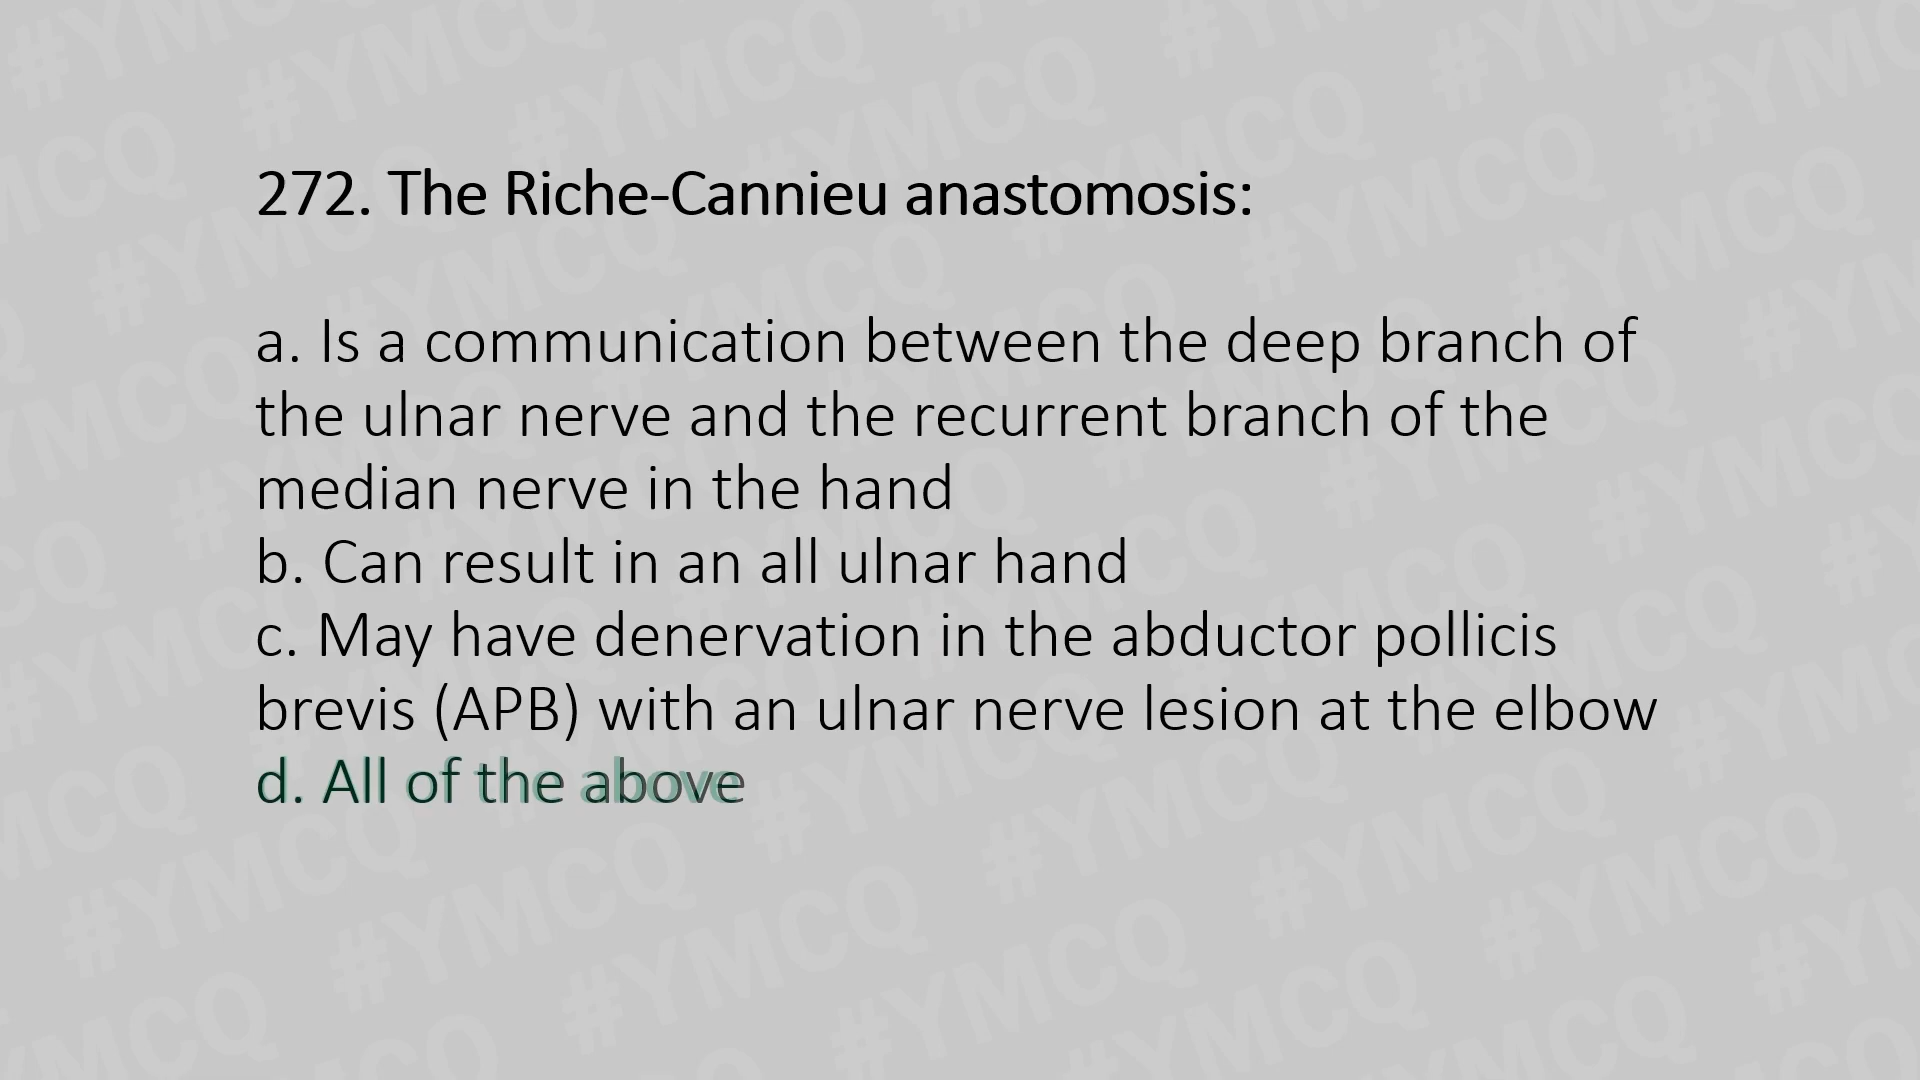 272. The Riche-Cannieu anastomosis:
a. Is a communication between the deep branch of
the ulnar nerve and the recurrent branch of the
median nerve in the hand
b. Can result in an all ulnar hand
c. May have denervation in the abductor pollicis
brevis (APB) with an ulnar nerve lesion at the elbow
d. All of the above